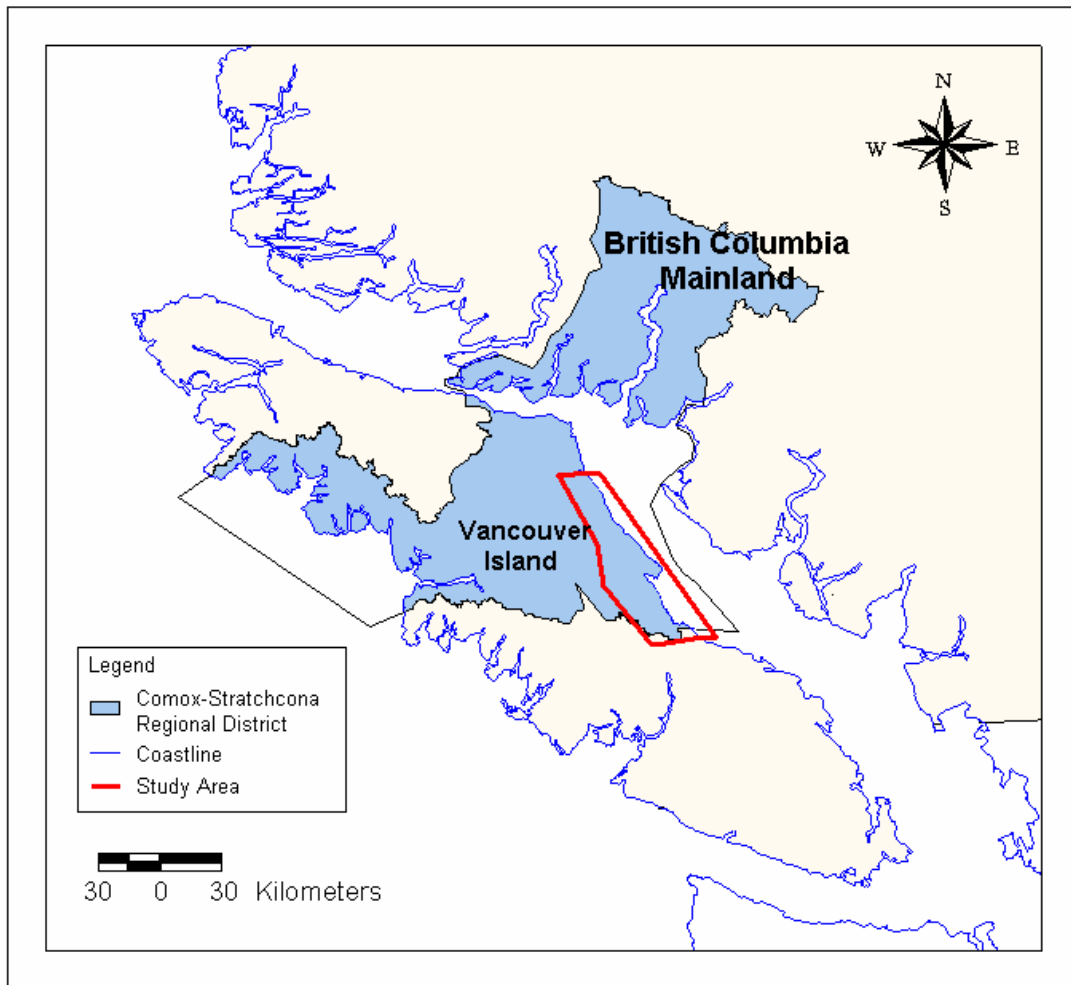 N
W E
S
British Columbia
Mainland
Vancouver
Island
Legend
Comox-Stratchcona
Regional District
Coastline
Study Area
30 0 30 Kilometers